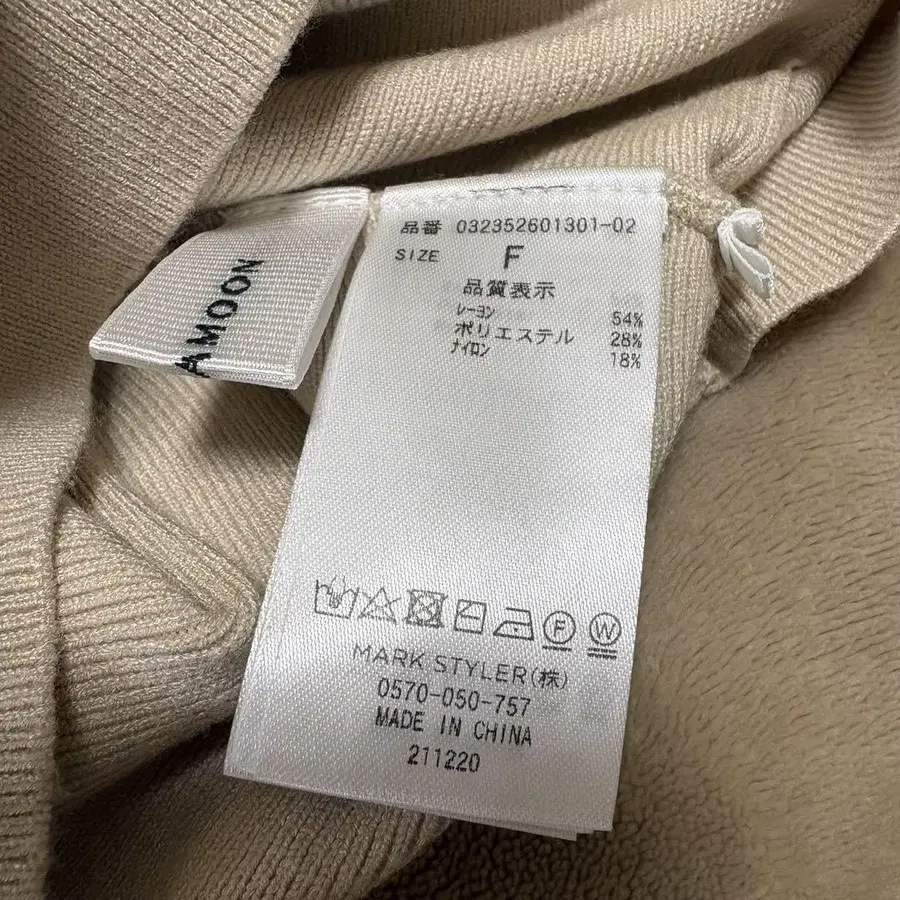 AMOON
品番 032352601301-02
SIZE F
品質表示
レーヨン 54%
ポリエステル 28%
ナイロン 18%
F W
MARK STYLER(株)
0570-050-757
MADE IN CHINA
211220